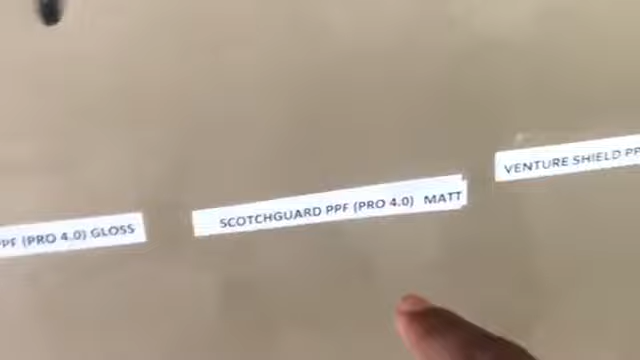 PPF (PRO 4.0) GLOSS
SCOTCHGUARD PPF (PRO 4.0) MATT
VENTURE SHIELD